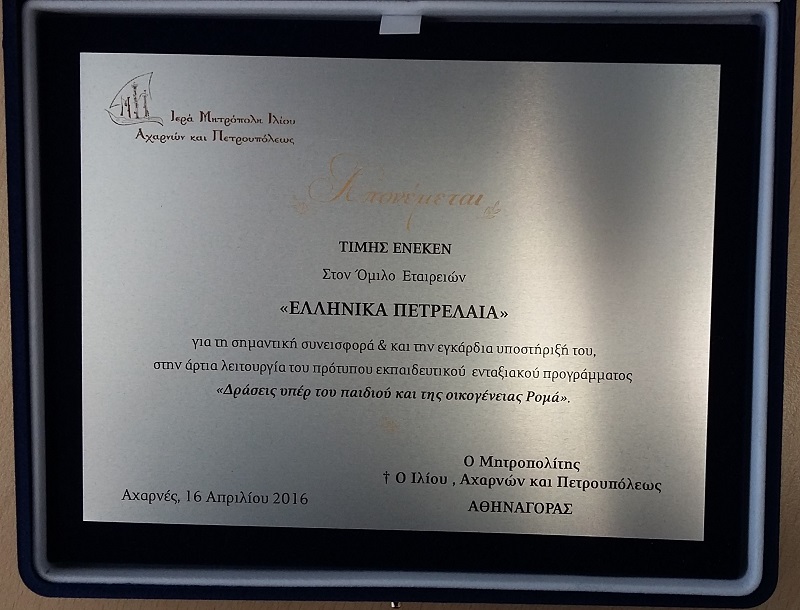 Ιερά Μητρόπολη Ιλίου
Αχαρνών και Πετρουπόλεως
Απονέμεται
ΤΙΜΗΣ ΕΝΕΚΕΝ
Στον Όμιλο Εταιρειών
«ΕΛΛΗΝΙΚΑ ΠΕΤΡΕΛΑΙΑ»
για τη σημαντική συνεισφορά & και την εγκάρδια υποστήριξή του,
στην άρτια λειτουργία του πρότυπου εκπαιδευτικού ενταξιακού προγράμματος
«Δράσεις υπέρ του παιδιού και της οικογένειας Ρομά».
Ο Μητροπολίτης
† Ο Ιλίου , Αχαρνών και Πετρουπόλεως
Αχαρνές, 16 Απριλίου 2016
ΑΘΗΝΑΓΟΡΑΣ